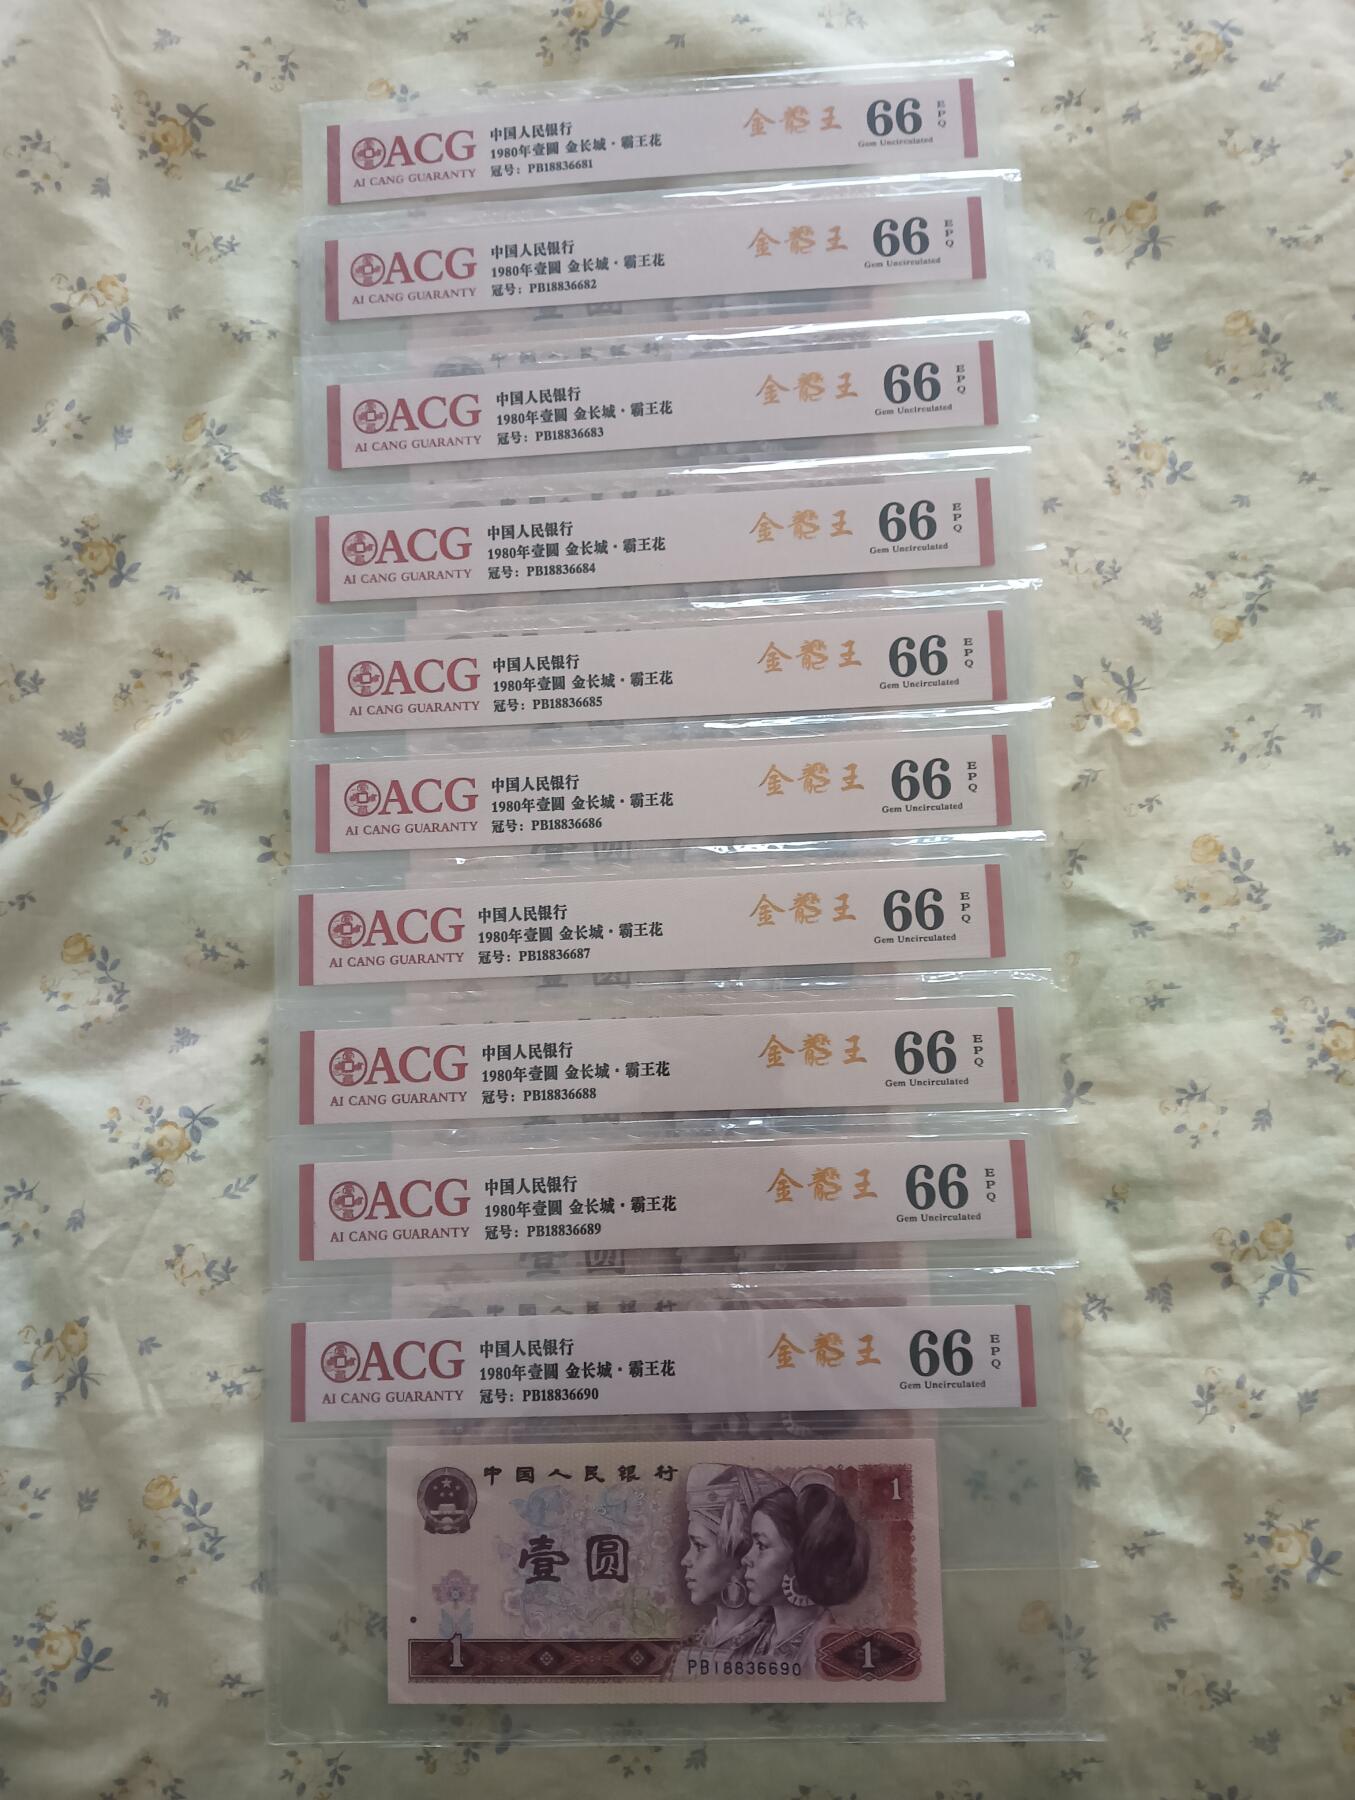 ACG
AI CANG GUARANTY
中国人民银行
1980年壹圆 金长城·霸王花
冠号：PB18836681
金龍王
66
EPQ
Gem Uncirculated
ACG
AI CANG GUARANTY
中国人民银行
1980年壹圆 金长城·霸王花
冠号：PB18836682
金龍王
66
EPQ
Gem Uncirculated
中国人民银行
ACG
AI CANG GUARANTY
中国人民银行
1980年壹圆 金长城·霸王花
冠号：PB18836683
金龍王
66
EPQ
Gem Uncirculated
ACG
AI CANG GUARANTY
中国人民银行
1980年壹圆 金长城·霸王花
冠号：PB18836684
金龍王
66
EPQ
Gem Uncirculated
ACG
AI CANG GUARANTY
中国人民银行
1980年壹圆 金长城·霸王花
冠号：PB18836685
金龍王
66
EPQ
Gem Uncirculated
ACG
AI CANG GUARANTY
中国人民银行
1980年壹圆 金长城·霸王花
冠号：PB18836686
金龍王
66
EPQ
Gem Uncirculated
壹圆
ACG
AI CANG GUARANTY
中国人民银行
1980年壹圆 金长城·霸王花
冠号：PB18836687
金龍王
66
EPQ
Gem Uncirculated
壹圆
ACG
AI CANG GUARANTY
中国人民银行
1980年壹圆 金长城·霸王花
冠号：PB18836688
金龍王
66
EPQ
Gem Uncirculated
ACG
AI CANG GUARANTY
中国人民银行
1980年壹圆 金长城·霸王花
冠号：PB18836689
金龍王
66
EPQ
Gem Uncirculated
壹圆
中国人民银行
ACG
AI CANG GUARANTY
中国人民银行
1980年壹圆 金长城·霸王花
冠号：PB18836690
金龍王
66
EPQ
Gem Uncirculated
中国人民银行
1
壹圆
1
PB18836690
1